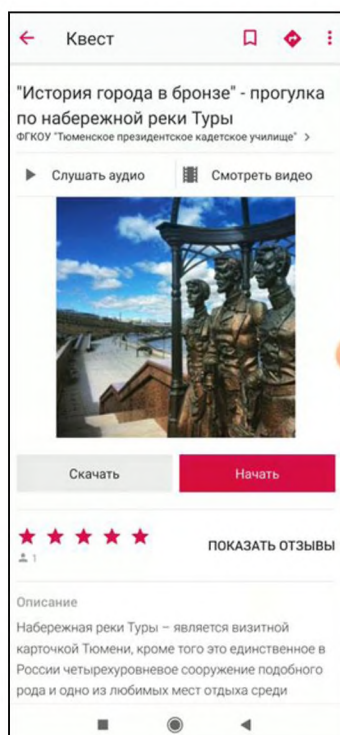 Квест
"История города в бронзе" - прогулка
по набережной реки Туры
ФГКОУ "Тюменское президентское кадетское училище" >
Слушать аудио
Смотреть видео
Скачать
Начать
1
ПОКАЗАТЬ ОТЗЫВЫ
Описание
Набережная реки Туры – является визитной
карточкой Тюмени, кроме того это единственное в
России четырехуровневое сооружение подобного
рода и одно из любимых мест отдыха среди